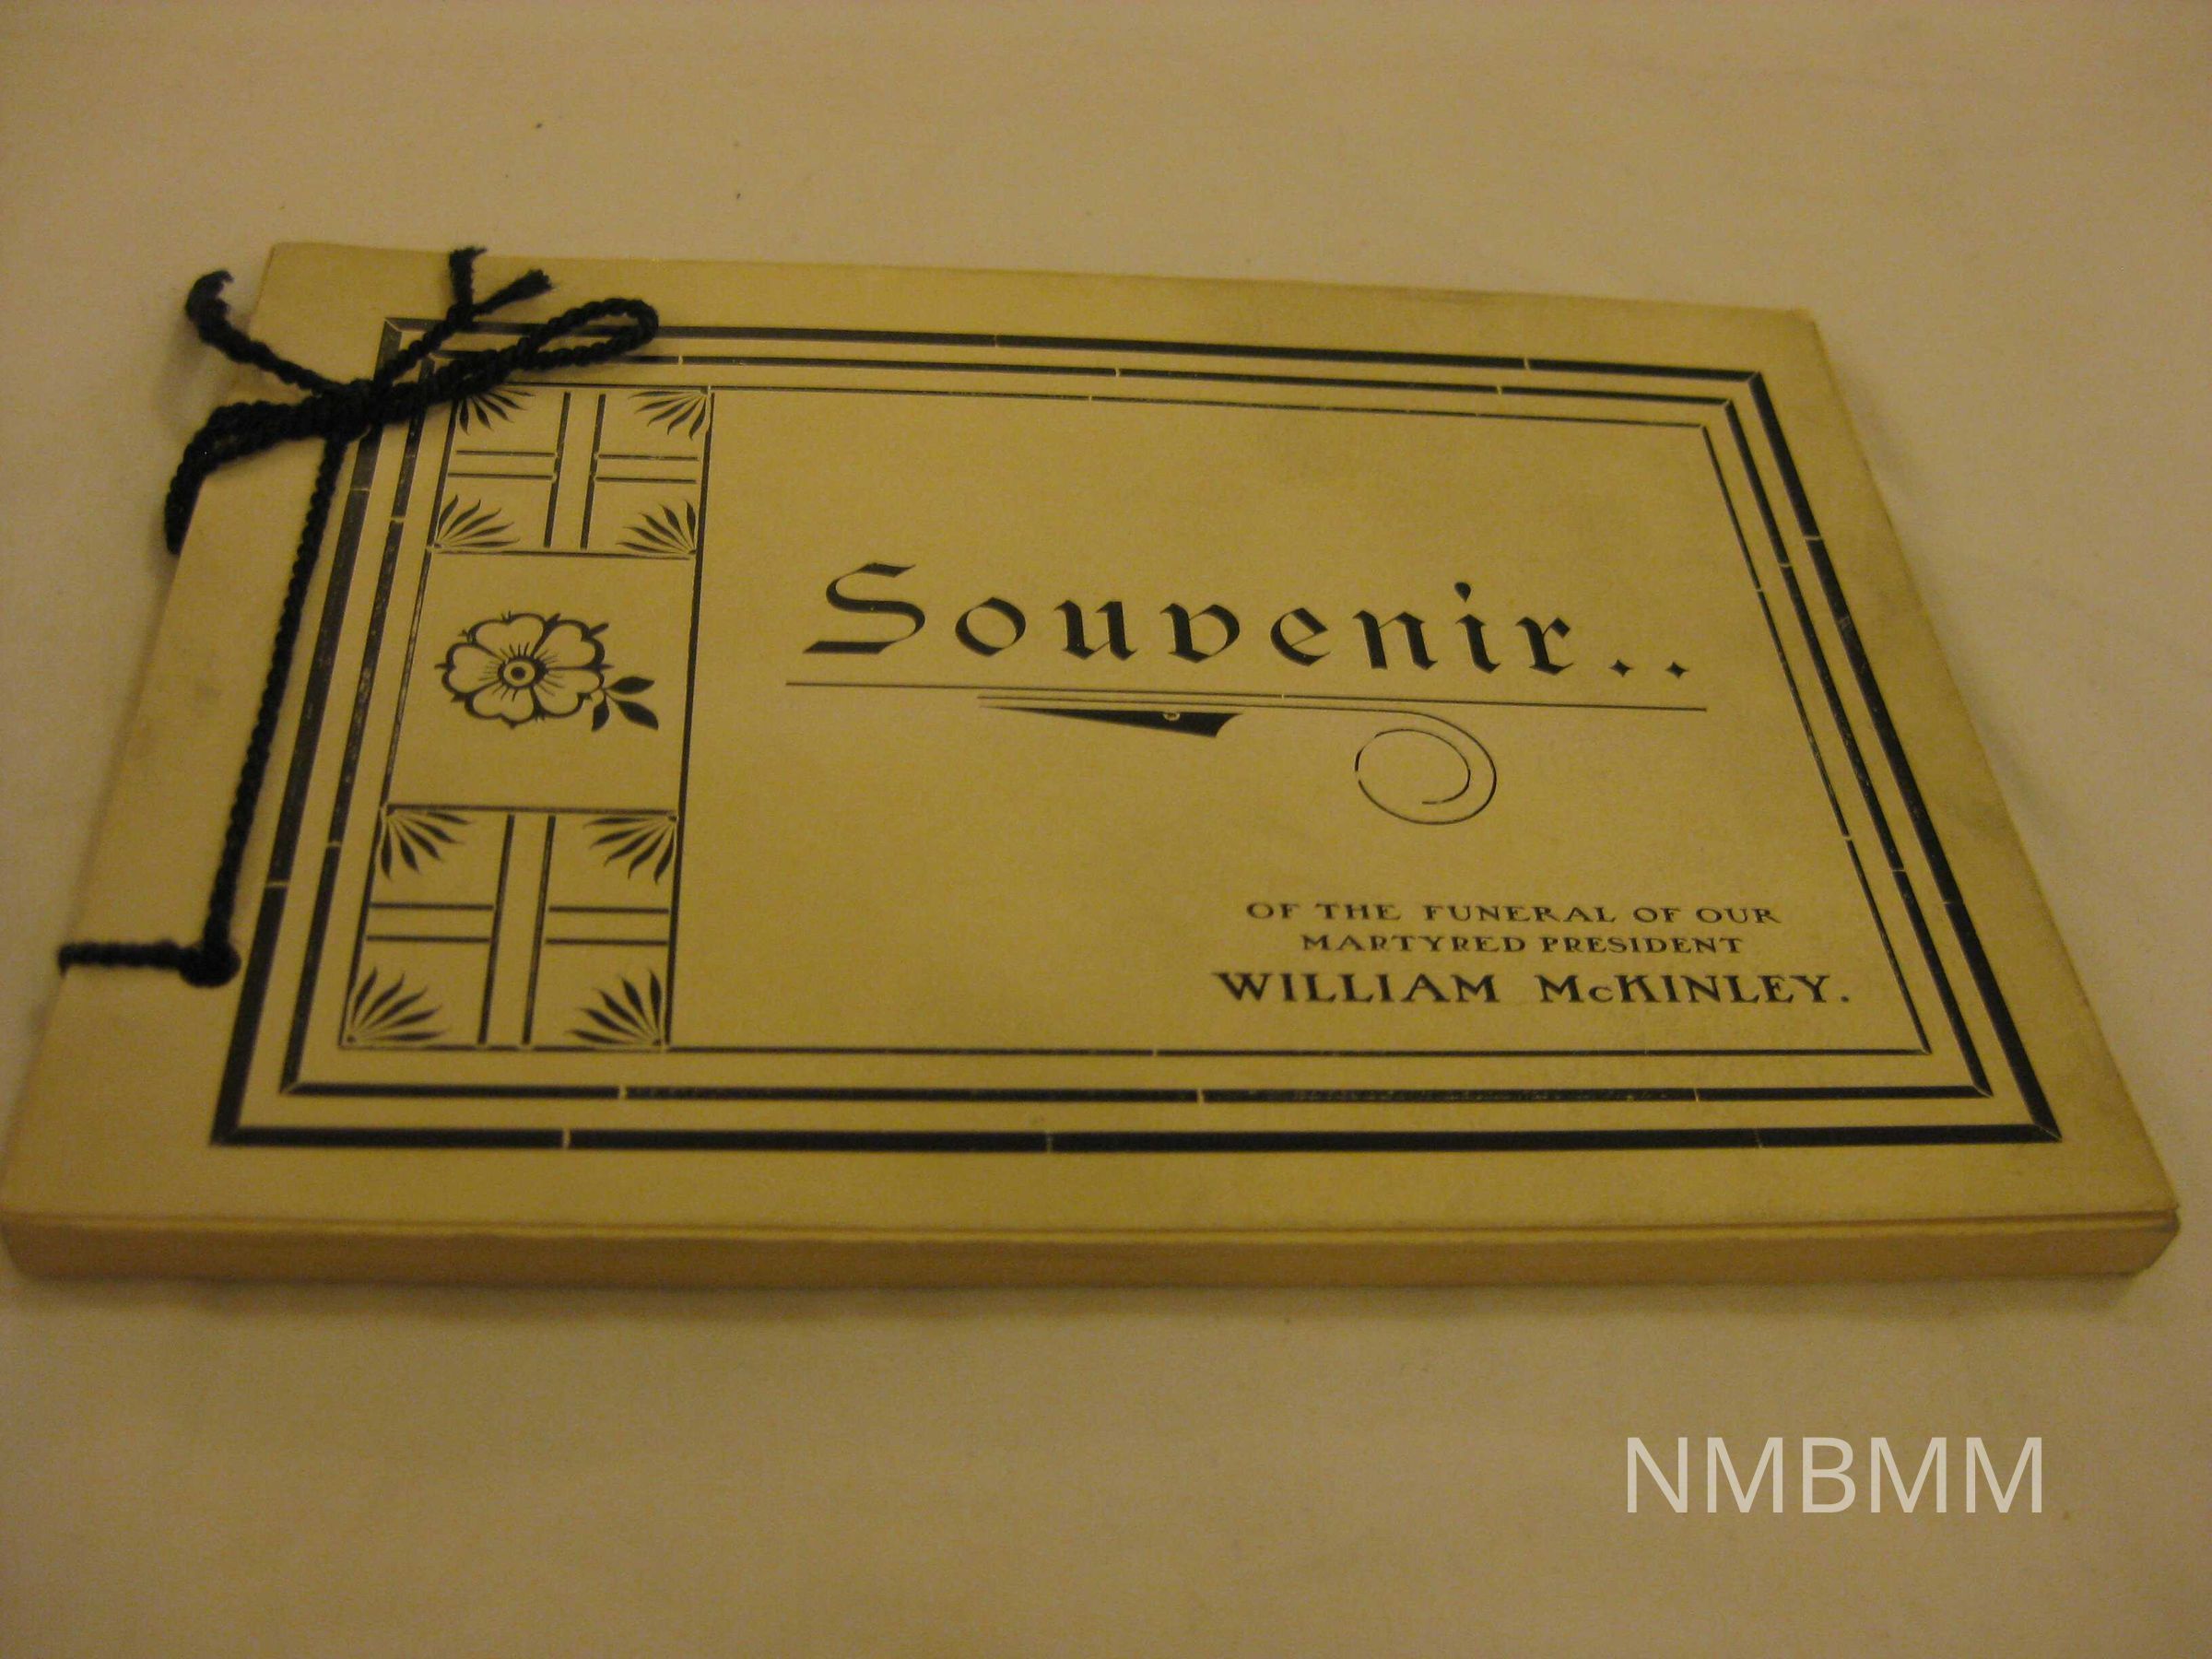 Souvenir..
OF THE FUNERAL OF OUR
MARTYRED PRESIDENT
WILLIAM McKINLEY.
NMBMM